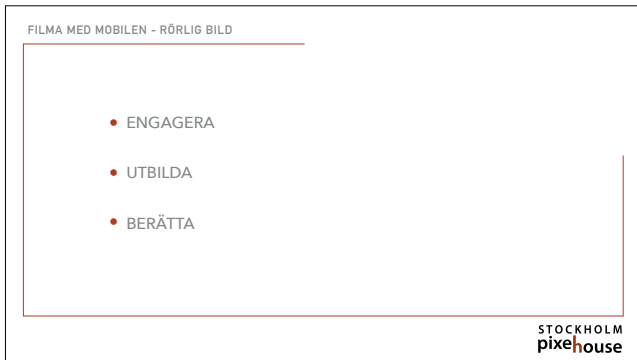 FILMA MED MOBILEN - RÖRLIG BILD
• ENGAGERA
• UTBILDA
• BERÄTTA
STOCKHOLM
pixehouse